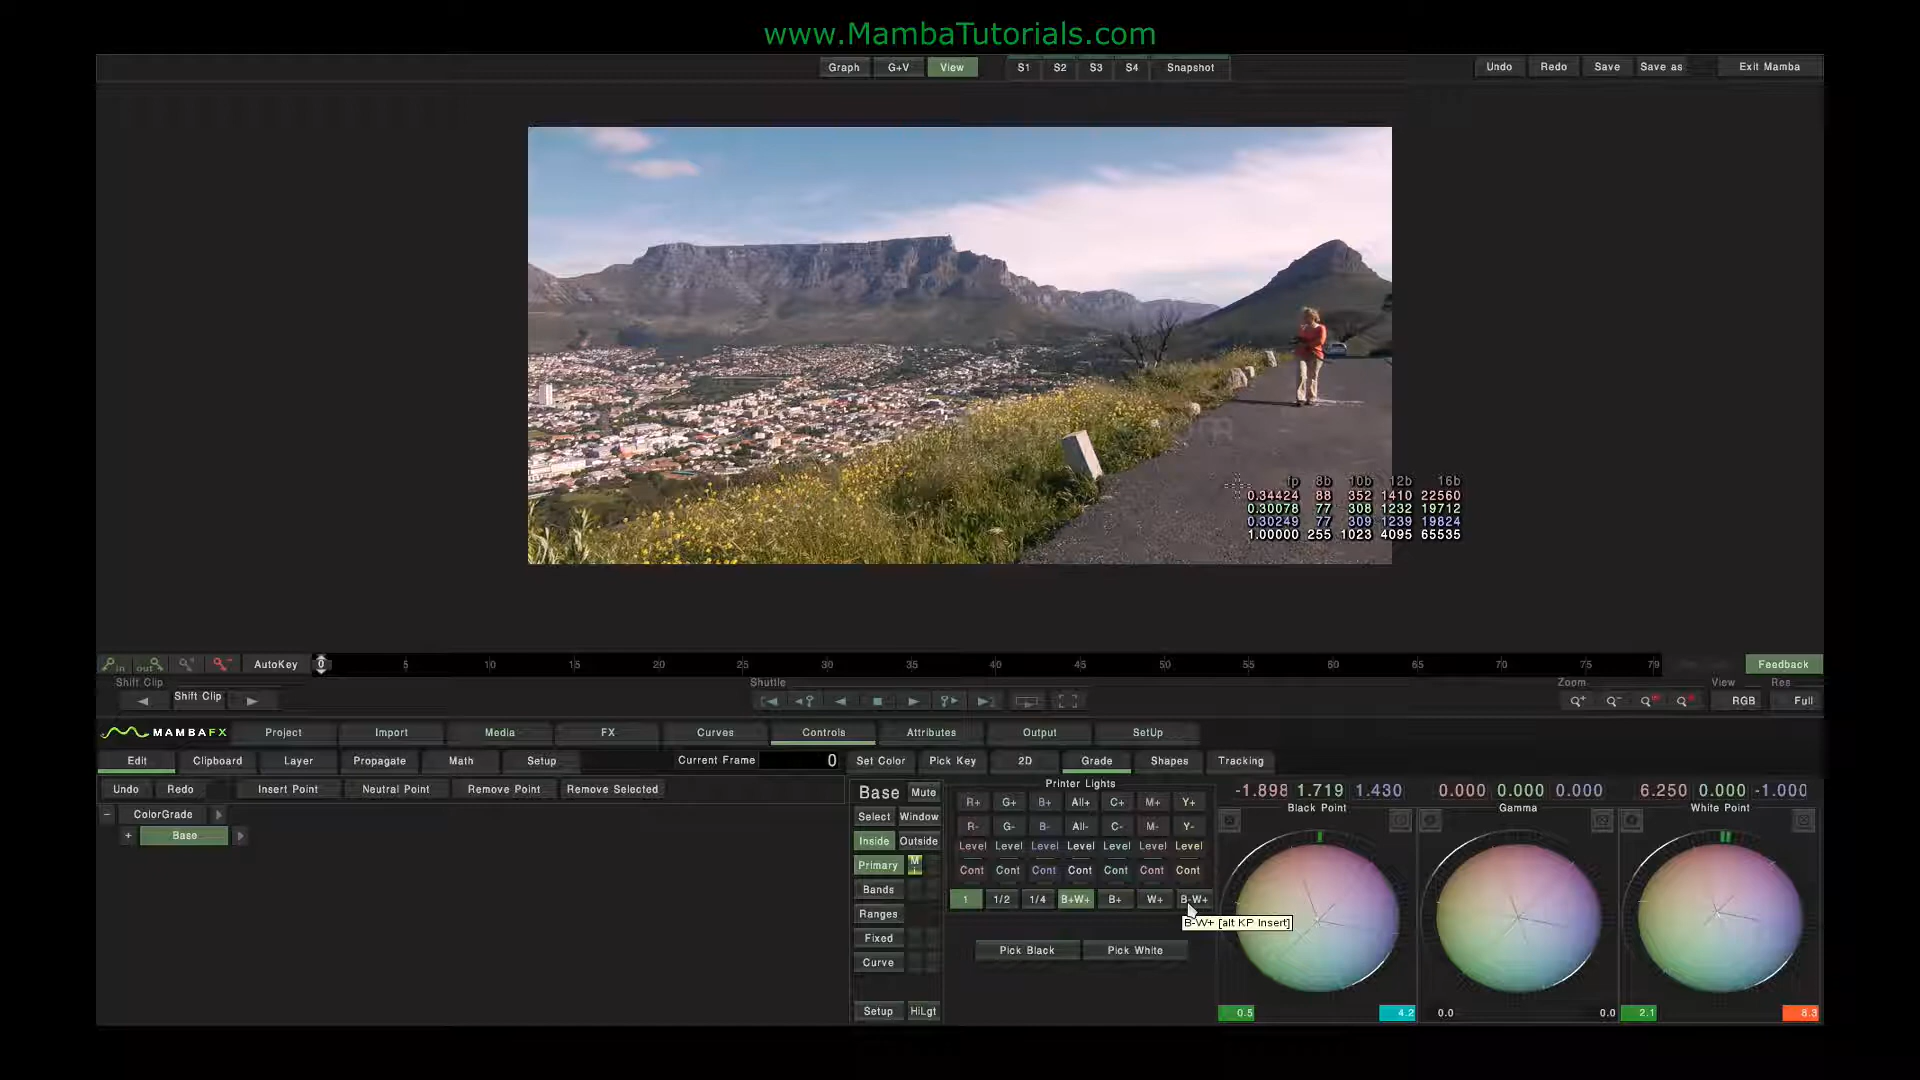 www.MambaTutorials.com
Graph G+V View S1 S2 S3 S4 Snapshot Undo Redo Save Save as Exit Mamba
fp 8b 10b 12b 16b
0.34424 88 352 1410 22560
0.30078 77 308 1232 19712
0.30249 77 309 1239 19824
1.00000 255 1023 4095 65535
in out AutoKey 0 5 10 15 20 25 30 35 40 45 50 55 60 65 70 75 79 Feedback
Shift Clip Shuttle Zoom View Res
Shift Clip RGB Full
MAMBAFX Project Import Media FX Curves Controls Attributes Output SetUp
Edit Clipboard Layer Propagate Math Setup Current Frame 0 Set Color Pick Key 2D Grade Shapes Tracking
Undo Redo Insert Point Neutral Point Remove Point Remove Selected
ColorGrade
Base
Base Mute
Select Window
Inside Outside
Primary M
Bands
Ranges
Fixed
Curve
Setup HiLgt
Printer Lights
R+ G+ B+ All+ C+ M+ Y+
R- G- B- All- C- M- Y-
Level Level Level Level Level Level Level
Cont Cont Cont Cont Cont Cont Cont
1 1/2 1/4 B+W+ B+ W+ B-W+
B-W+ [alt KP Insert]
Pick Black Pick White
-1.898 1.719 1.430 0.000 0.000 0.000 6.250 0.000 -1.000
Black Point Gamma White Point
0.5 4.2 0.0 0.0 2.1 8.3